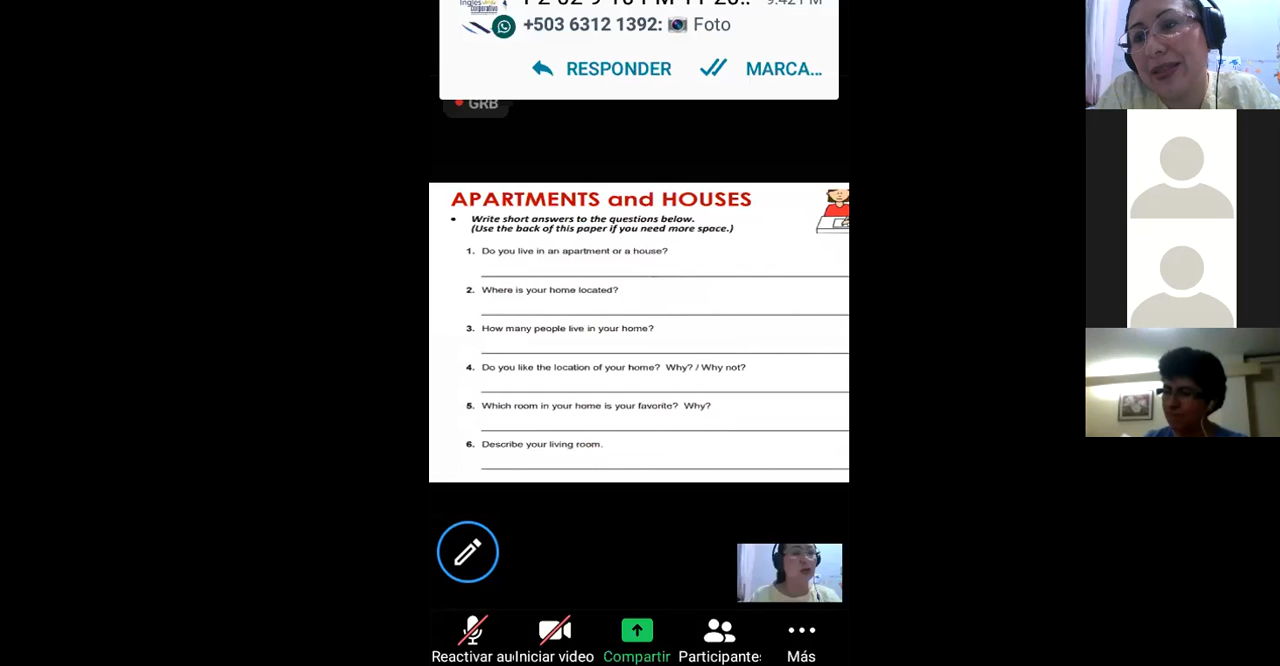 +503 6312 1392: Foto
RESPONDER MARCA...
GRB
APARTMENTS and HOUSES
• Write short answers to the questions below.
(Use the back of this paper if you need more space.)
1. Do you live in an apartment or a house?
2. Where is your home located?
3. How many people live in your home?
4. Do you like the location of your home? Why? / Why not?
5. Which room in your home is your favorite? Why?
6. Describe your living room.
Reactivar au Iniciar video Compartir Participante: Más